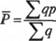 P̅ = ∑qp / ∑q